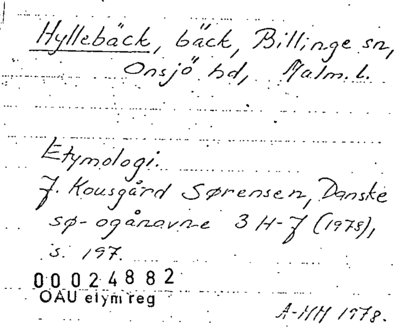 Hyllebäck, bäck, Billinge sn,
Onsjö hd, Malm. l.
Etymologi.
J. Kousgård Sørensen, Danske
sø- og ånavne 3 H-J (1978),
s. 197.
00024882
OAU etym reg
A-HH 1978.